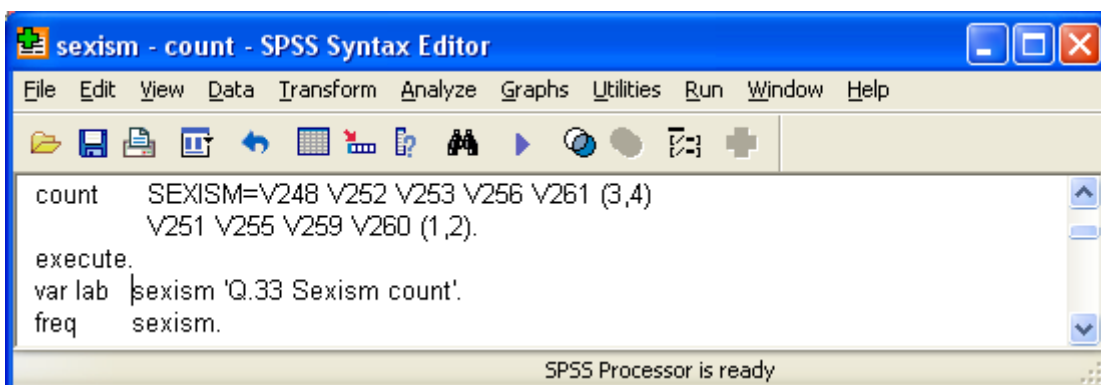 sexism - count - SPSS Syntax Editor
File Edit View Data Transform Analyze Graphs Utilities Run Window Help
count SEXISM=V248 V252 V253 V256 V261 (3,4)
V251 V255 V259 V260 (1,2).
execute.
var lab sexism 'Q.33 Sexism count'.
freq sexism.
SPSS Processor is ready